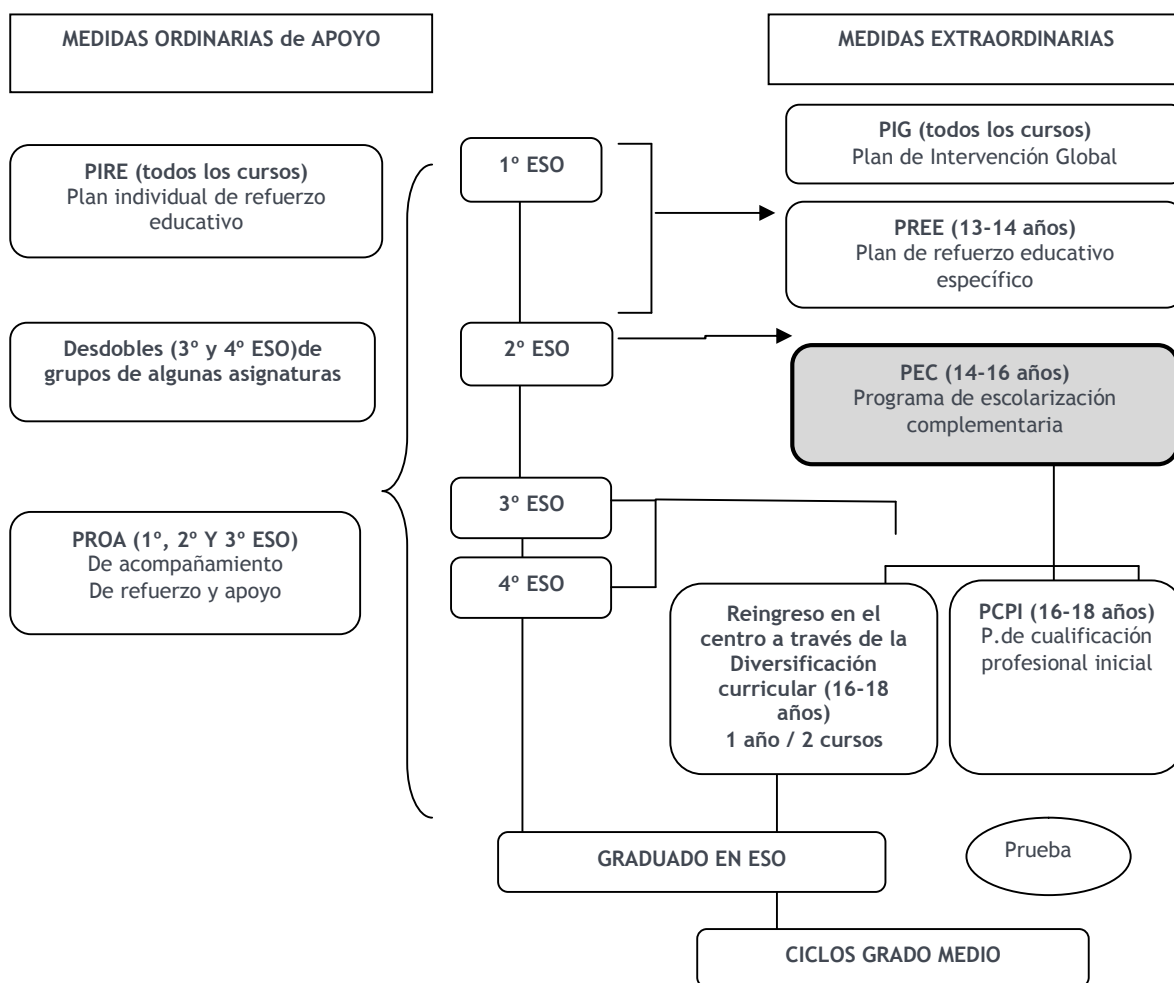 MEDIDAS ORDINARIAS de APOYO
MEDIDAS EXTRAORDINARIAS
PIG (todos los cursos)
Plan de Intervención Global
PIRE (todos los cursos)
Plan individual de refuerzo
educativo
1º ESO
PREE (13-14 años)
Plan de refuerzo educativo
específico
Desdobles (3º y 4º ESO)de
grupos de algunas asignaturas
2º ESO
PEC (14-16 años)
Programa de escolarización
complementaria
PROA (1º, 2º Y 3º ESO)
De acompañamiento
De refuerzo y apoyo
3º ESO
4º ESO
Reingreso en el
centro a través de la
Diversificación
curricular (16-18
años)
1 año / 2 cursos
PCPI (16-18 años)
P.de cualificación
profesional inicial
GRADUADO EN ESO
Prueba
CICLOS GRADO MEDIO